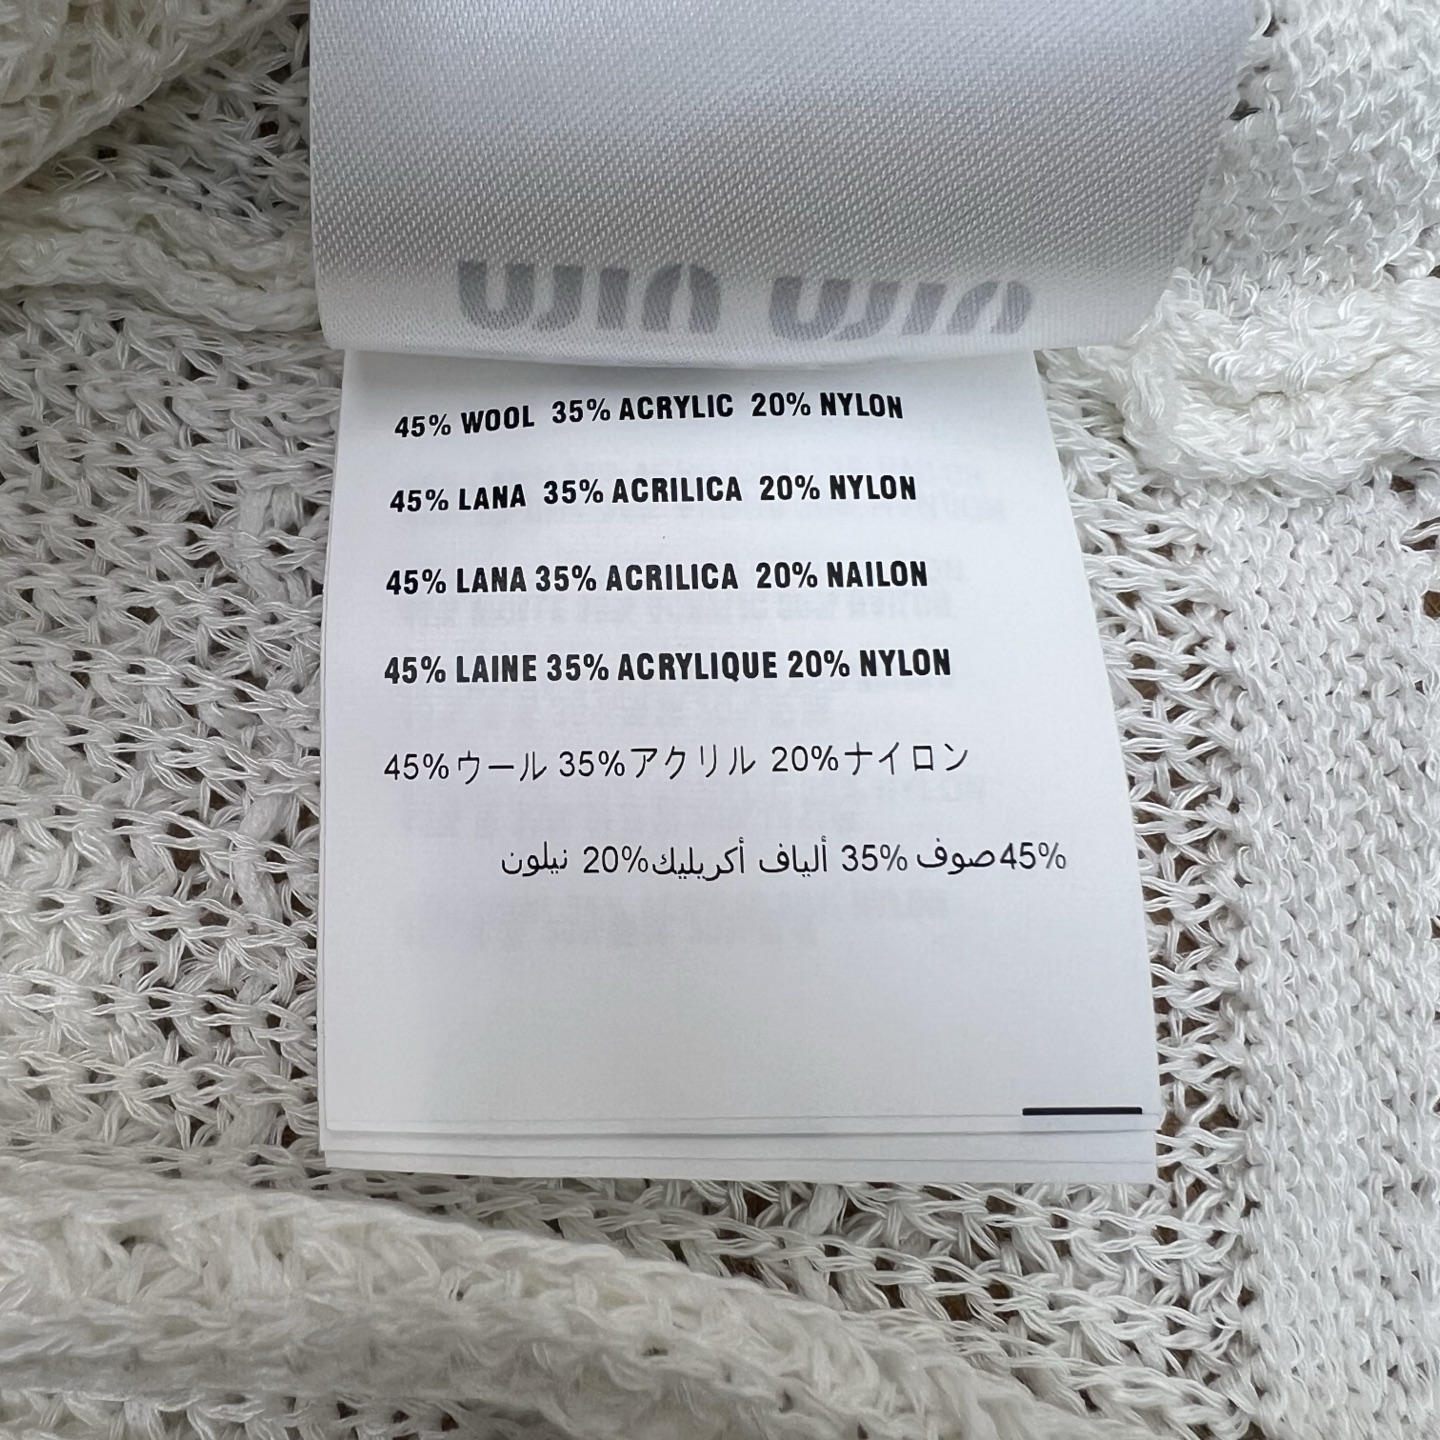 45% WOOL 35% ACRYLIC 20% NYLON
45% LANA 35% ACRILICA 20% NYLON
45% LANA 35% ACRILICA 20% NAILON
45% LAINE 35% ACRYLIQUE 20% NYLON
45%ウール 35%アクリル 20%ナイロン
45%صوف 35% ألياف أكريليك20% نيلون